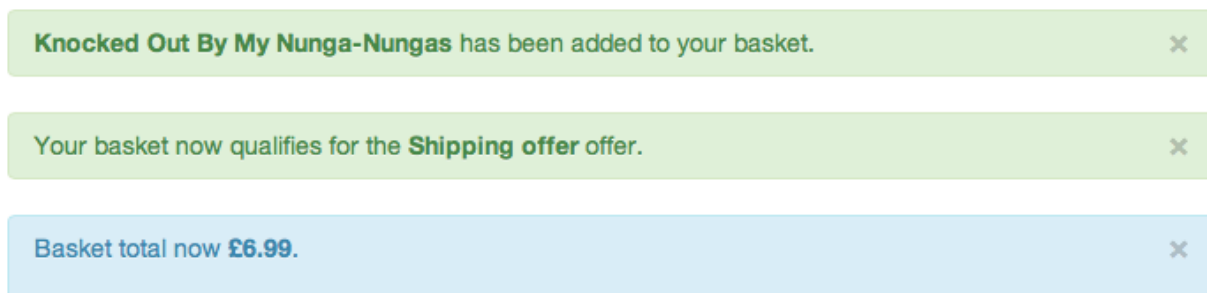 Knocked Out By My Nunga-Nungas has been added to your basket. ×
Your basket now qualifies for the Shipping offer offer. ×
Basket total now £6.99. ×